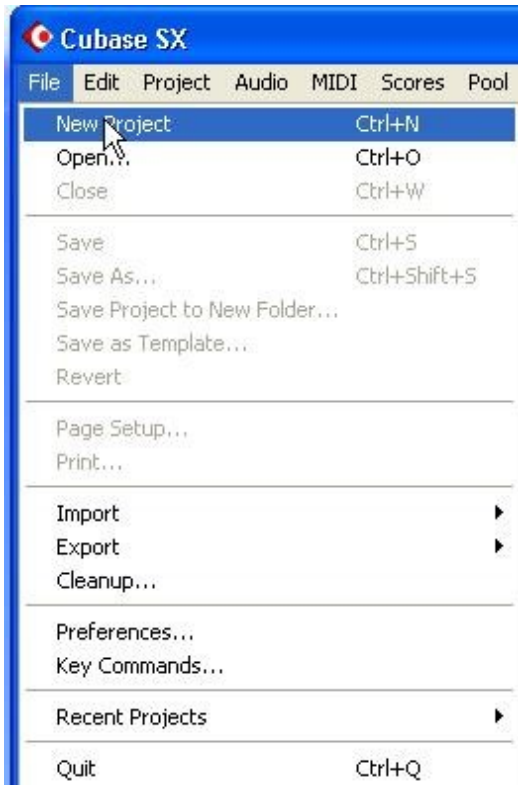 Cubase SX
File Edit Project Audio MIDI Scores Pool
New Project Ctrl+N
Open... Ctrl+O
Close Ctrl+W
Save Ctrl+S
Save As... Ctrl+Shift+S
Save Project to New Folder...
Save as Template...
Revert
Page Setup...
Print...
Import
Export
Cleanup...
Preferences...
Key Commands...
Recent Projects
Quit Ctrl+Q